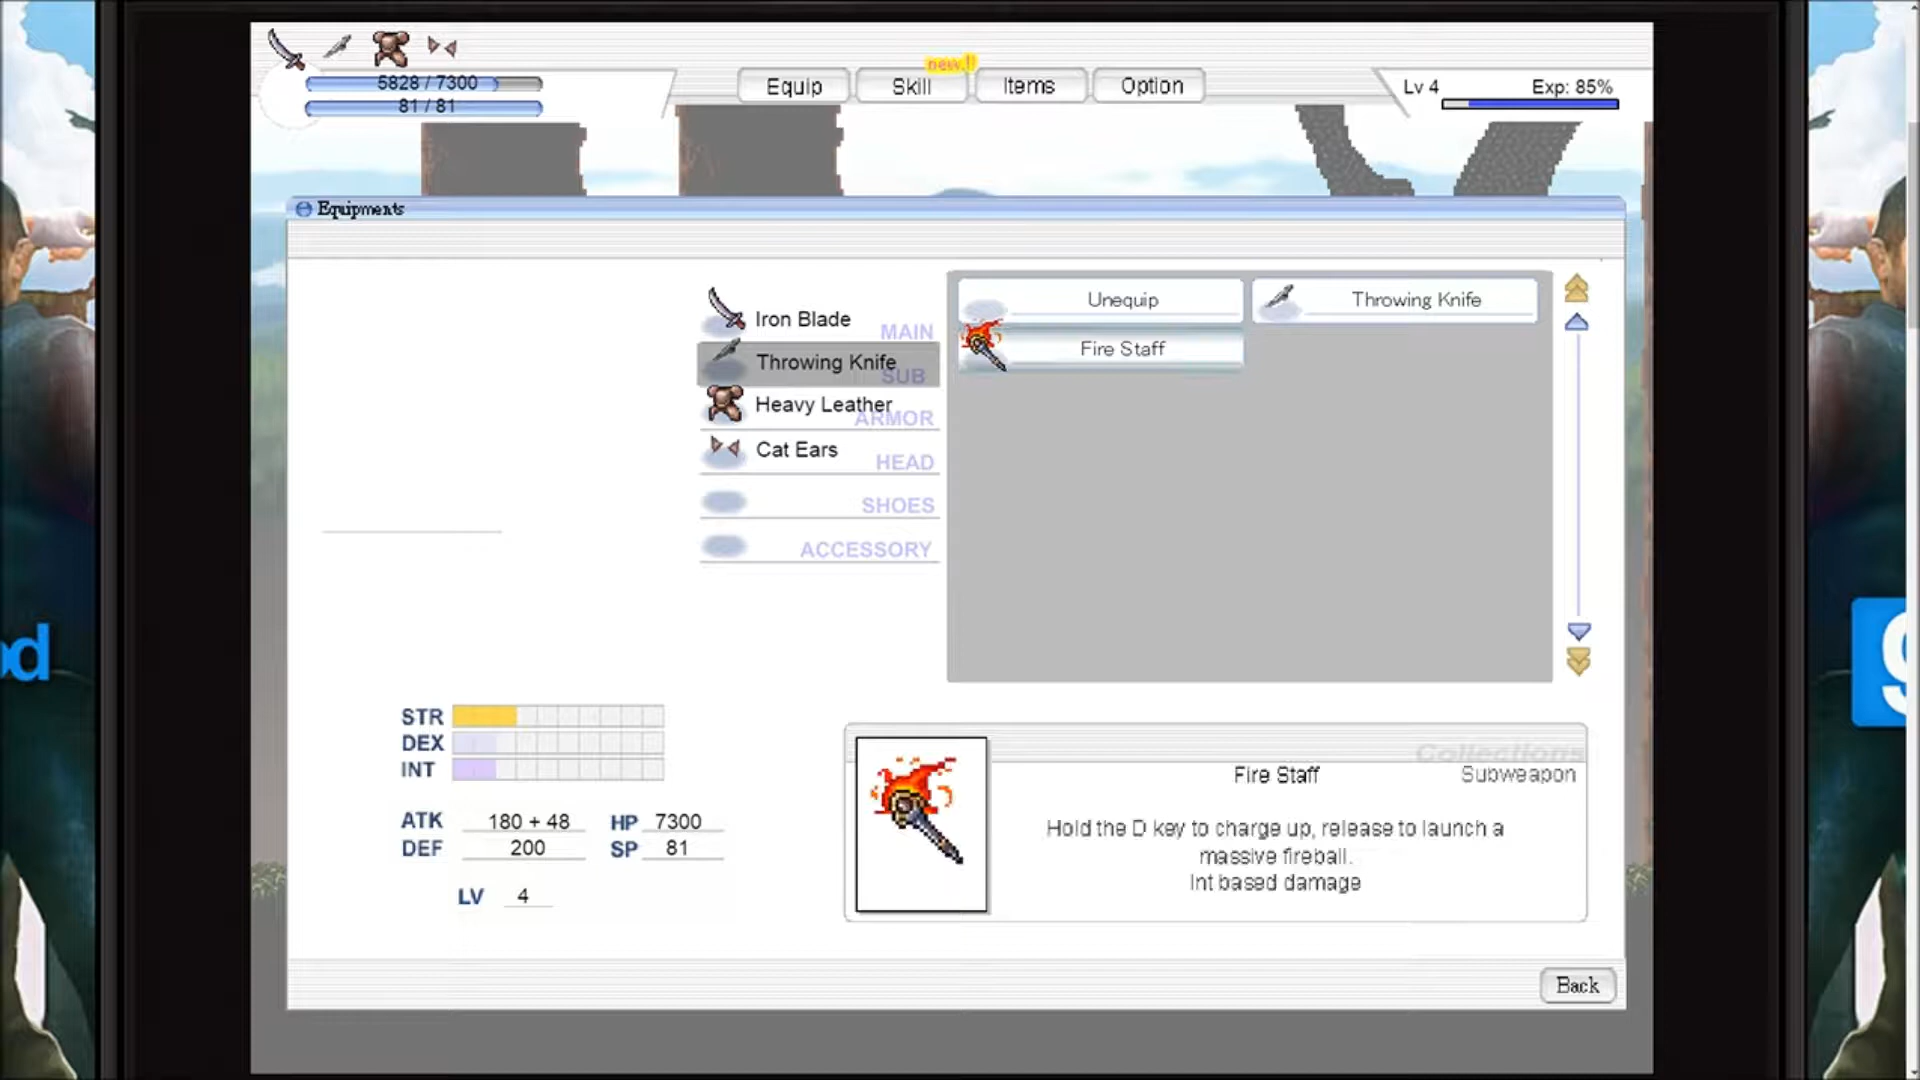 new!!
5828 / 7300
81 / 81
Equip
Skill
Items
Option
Lv 4
Exp: 85%
Equipments
Iron Blade
MAIN
Throwing Knife
SUB
Heavy Leather
ARMOR
Cat Ears
HEAD
SHOES
ACCESSORY
Unequip
Throwing Knife
Fire Staff
STR
DEX
INT
ATK 180 + 48 HP 7300
DEF 200 SP 81
LV 4
Collections
Fire Staff
Subweapon
Hold the D key to charge up, release to launch a
massive fireball.
Int based damage
Back